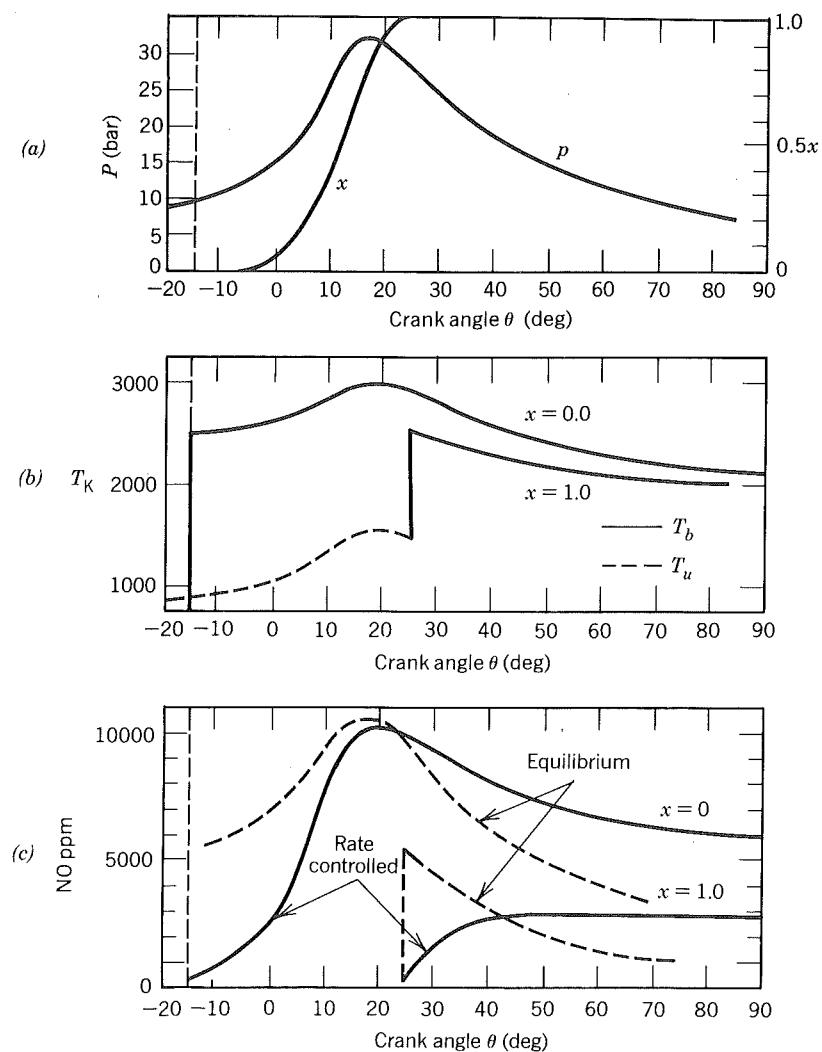 (a)
P (bar)
35
30
25
20
15
10
5
0
1.0
0.5x
0
p
x
−20 −10 0 10 20 30 40 50 60 70 80 90
Crank angle θ (deg)
(b)
T_K
3000
2000
1000
x = 0.0
x = 1.0
T_b
T_u
−20 −10 0 10 20 30 40 50 60 70 80 90
Crank angle θ (deg)
(c)
NO ppm
10000
5000
0
Equilibrium
x = 0
Rate
controlled
x = 1.0
−20 −10 0 10 20 30 40 50 60 70 80 90
Crank angle θ (deg)